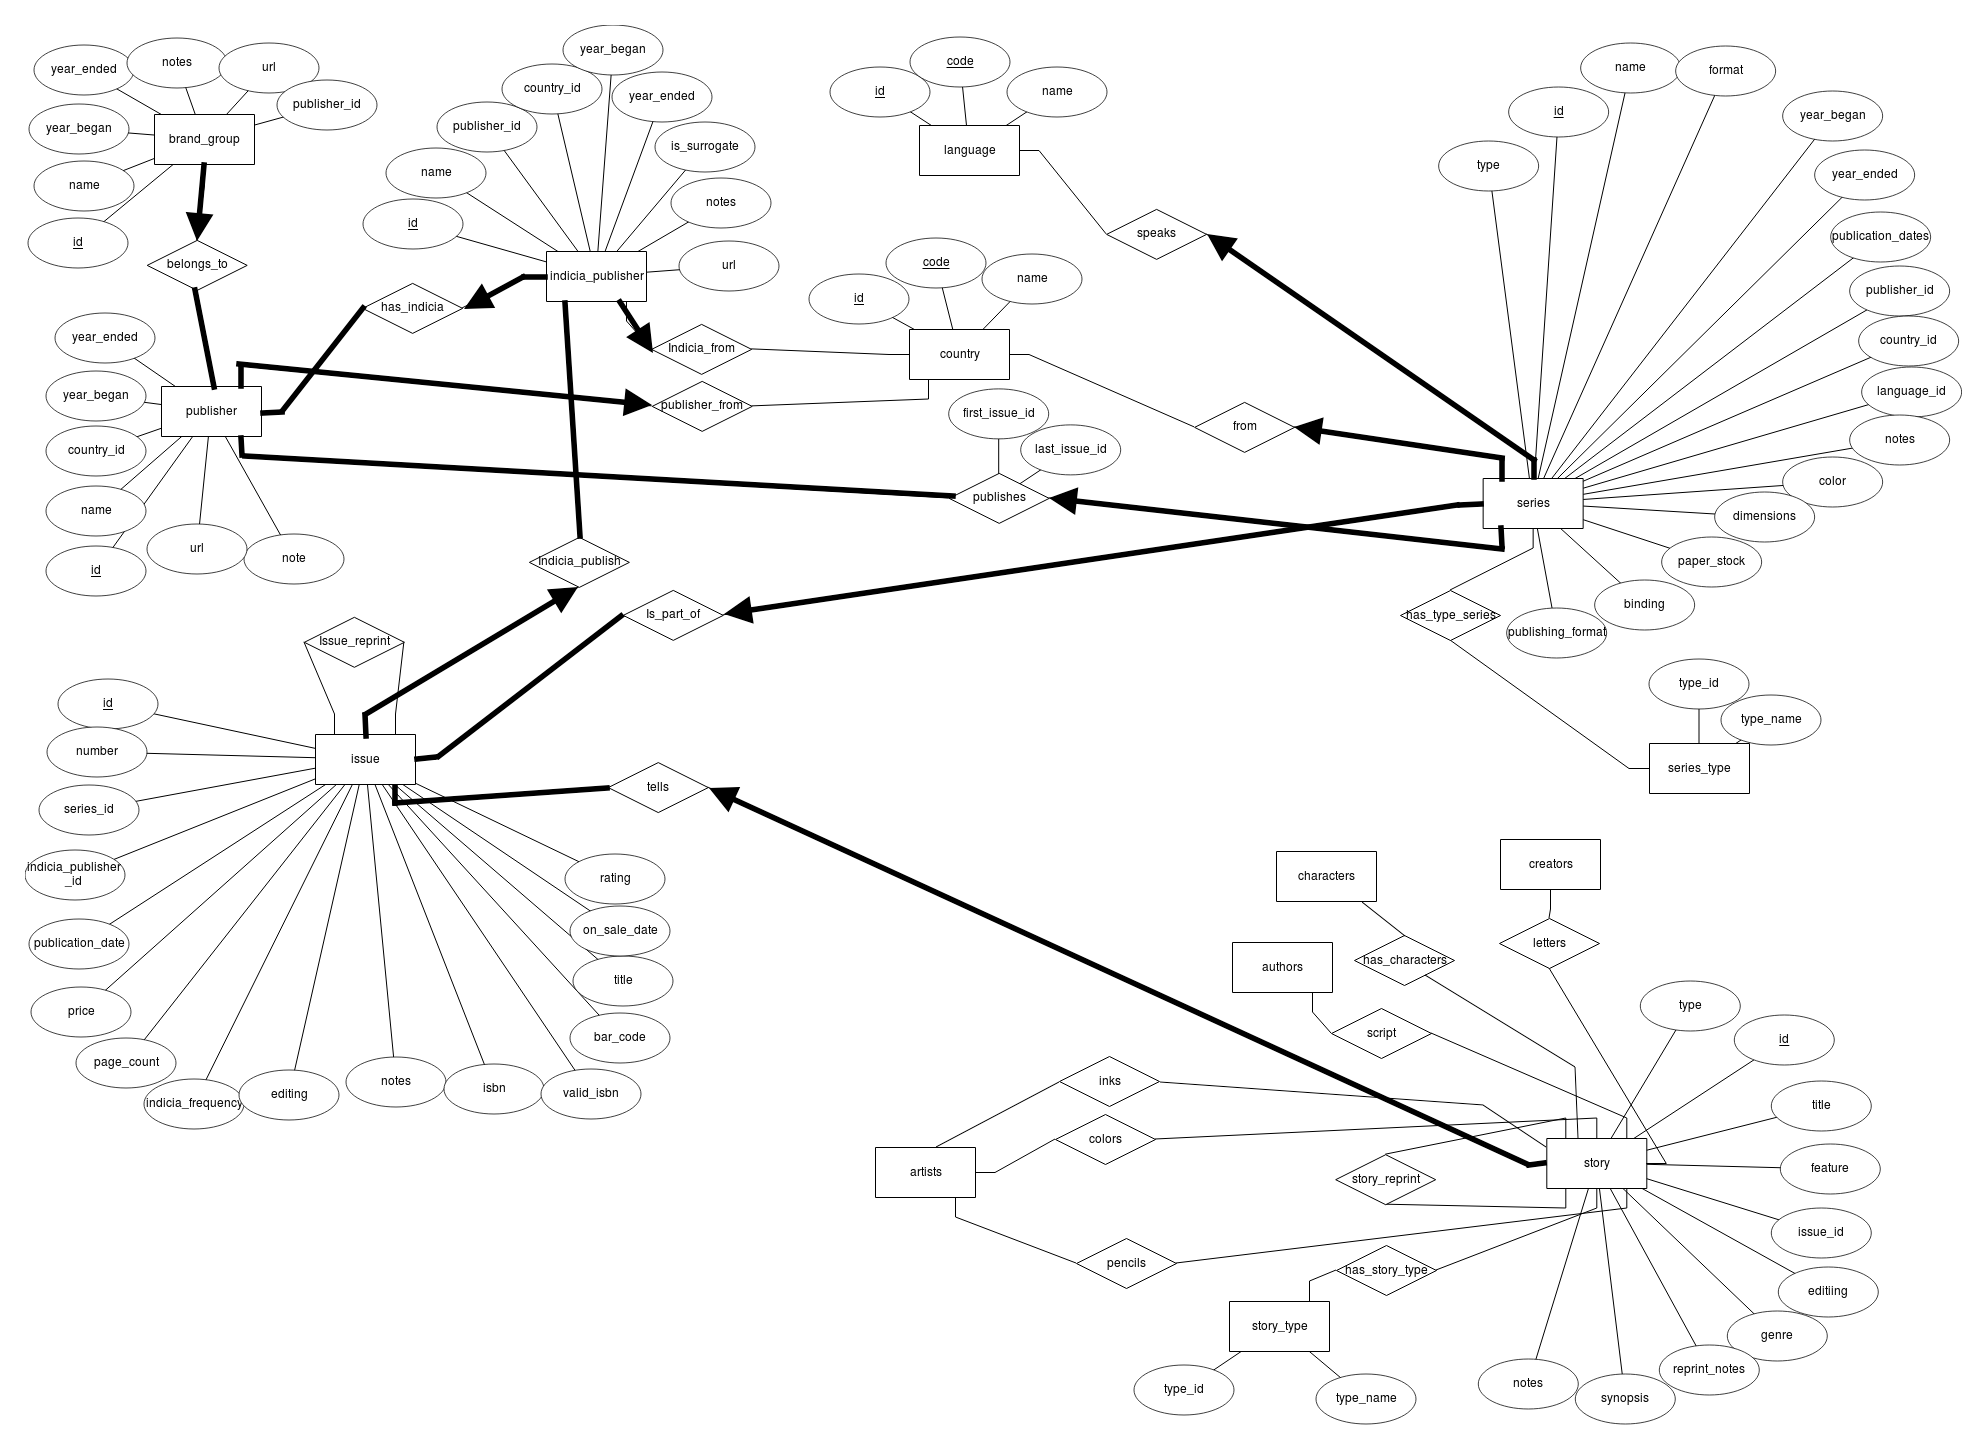 year_ended
notes
url
publisher_id
year_began
brand_group
name
id
belongs_to
year_began
country_id
year_ended
publisher_id
is_surrogate
name
notes
id
indicia_publisher
url
has_indicia
Indicia_from
publisher_from
code
id
name
language
speaks
code
name
id
country
from
name
format
id
type
year_began
year_ended
publication_dates
publisher_id
country_id
language_id
notes
color
series
dimensions
paper_stock
binding
publishing_format
has_type_series
type_id
type_name
series_type
year_ended
year_began
publisher
country_id
name
url
note
id
first_issue_id
last_issue_id
publishes
Indicia_publish
Is_part_of
Issue_reprint
id
number
issue
series_id
indicia_publisher
_id
publication_date
price
page_count
indicia_frequency
editing
notes
isbn
valid_isbn
bar_code
title
on_sale_date
rating
tells
characters
creators
authors
has_characters
letters
script
inks
colors
artists
pencils
story_reprint
has_story_type
story_type
type_id
type_name
type
id
title
story
feature
issue_id
editiing
genre
reprint_notes
synopsis
notes